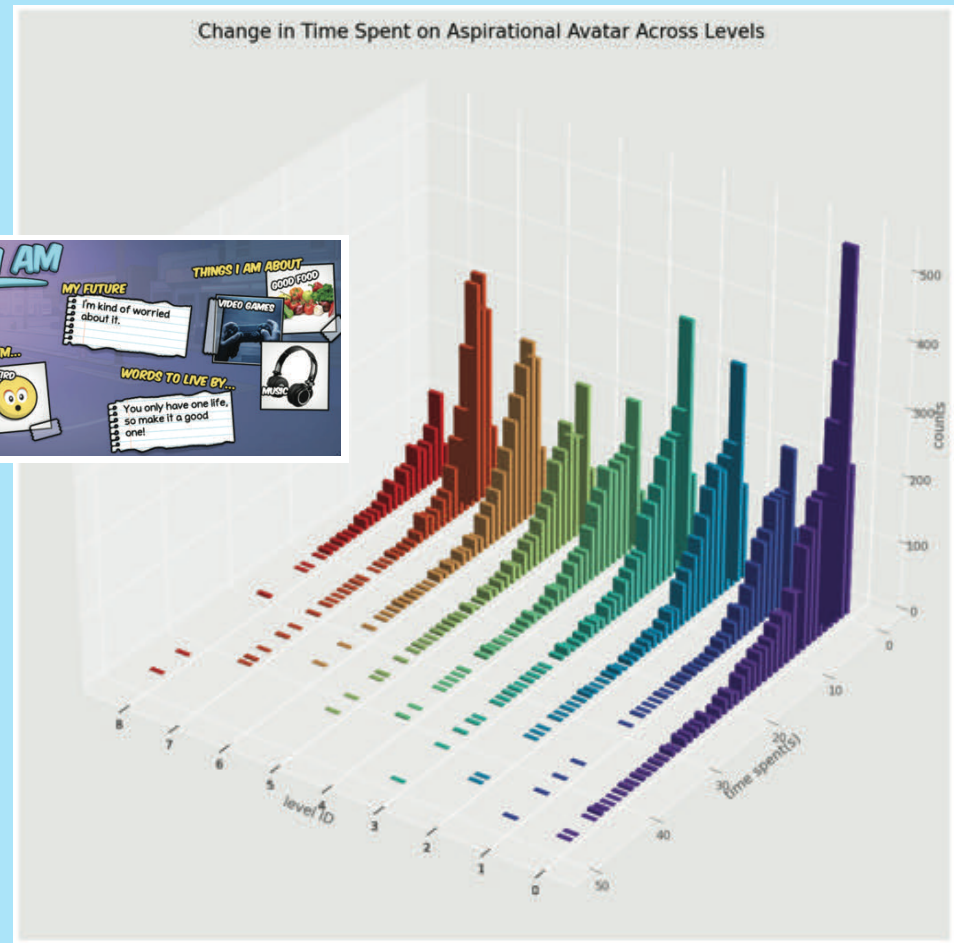 Change in Time Spent on Aspirational Avatar Across Levels
I AM
MY FUTURE
I'm kind of worried
about it.
THINGS I AM ABOUT
GOOD FOOD
VIDEO GAMES
MUSIC
WORDS TO LIVE BY...
You only have one life,
so make it a good
one!
500
400
300
200
100
0
counts
0
10
20
30
40
50
time spent(s)
8
7
6
5
4
3
2
1
0
level ID